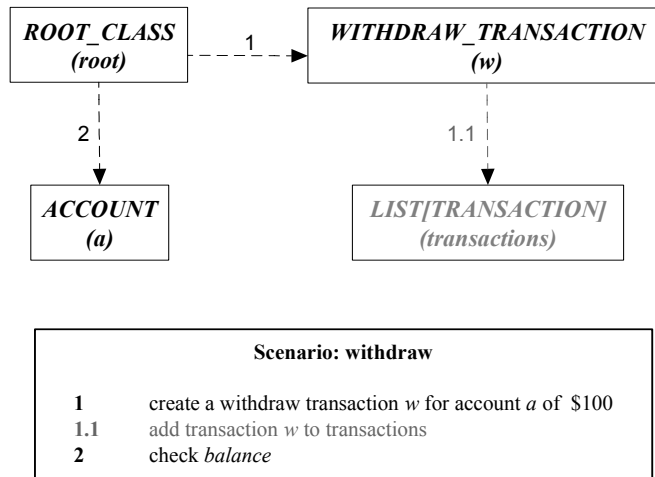 ROOT_CLASS
(root)
1
WITHDRAW_TRANSACTION
(w)
2
1.1
ACCOUNT
(a)
LIST[TRANSACTION]
(transactions)
Scenario: withdraw
1 create a withdraw transaction w for account a of $100
1.1 add transaction w to transactions
2 check balance